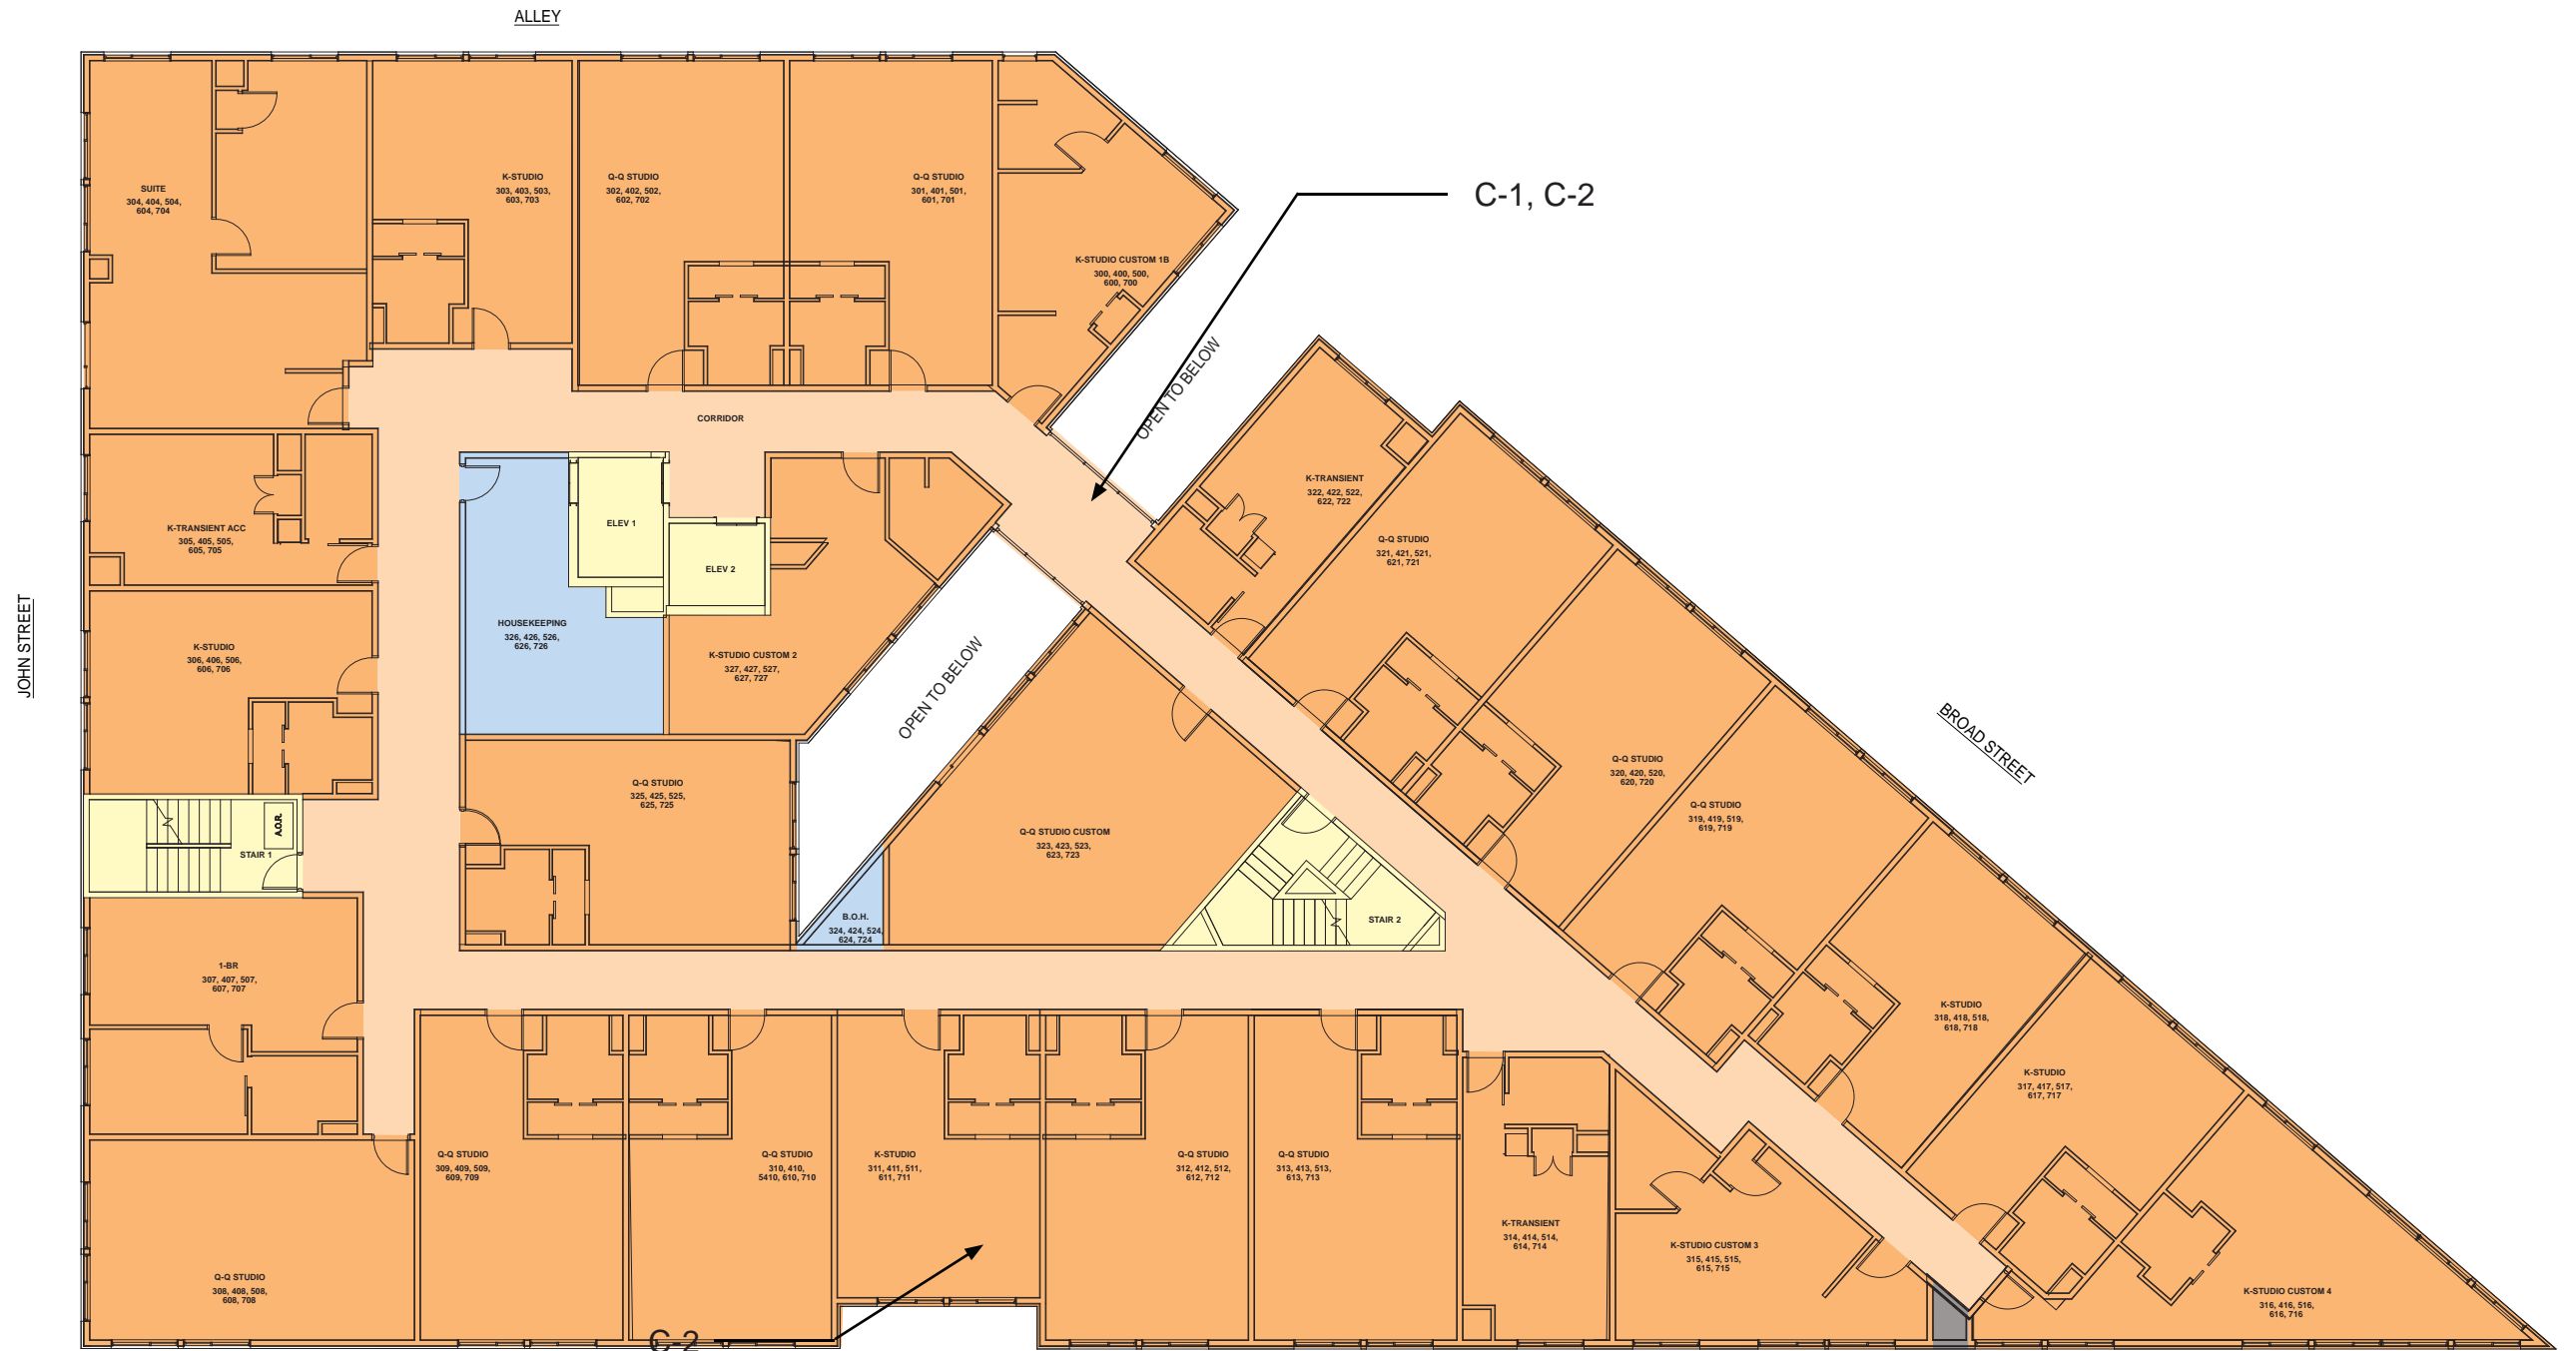 ALLEY
C-1, C-2
SUITE
304, 404, 504,
604, 704
K-STUDIO
303, 403, 503,
603, 703
Q-Q STUDIO
302, 402, 502,
602, 702
Q-Q STUDIO
301, 401, 501,
601, 701
K-STUDIO CUSTOM 1B
300, 400, 500,
600, 700
OPEN TO BELOW
CORRIDOR
K-TRANSIENT
322, 422, 522,
622, 722
K-TRANSIENT ACC
305, 405, 505,
605, 705
ELEV 1
ELEV 2
Q-Q STUDIO
321, 421, 521,
621, 721
JOHN STREET
HOUSEKEEPING
326, 426, 526,
626, 726
K-STUDIO
306, 406, 506,
606, 706
K-STUDIO CUSTOM 2
327, 427, 527,
627, 727
OPEN TO BELOW
BROAD STREET
Q-Q STUDIO
320, 420, 520,
620, 720
Q-Q STUDIO
325, 425, 525,
625, 725
Q-Q STUDIO
319, 419, 519,
619, 719
A.O.R.
STAIR 1
Q-Q STUDIO CUSTOM
323, 423, 523,
623, 723
B.O.H.
324, 424, 524,
624, 724
STAIR 2
1-BR
307, 407, 507,
607, 707
K-STUDIO
318, 418, 518,
618, 718
K-STUDIO
317, 417, 517,
617, 717
Q-Q STUDIO
309, 409, 509,
609, 709
Q-Q STUDIO
310, 410,
5410, 610, 710
K-STUDIO
311, 411, 511,
611, 711
Q-Q STUDIO
312, 412, 512,
612, 712
Q-Q STUDIO
313, 413, 513,
613, 713
K-TRANSIENT
314, 414, 514,
614, 714
K-STUDIO CUSTOM 3
315, 415, 515,
615, 715
Q-Q STUDIO
308, 408, 508,
608, 708
K-STUDIO CUSTOM 4
316, 416, 516,
616, 716
C-2